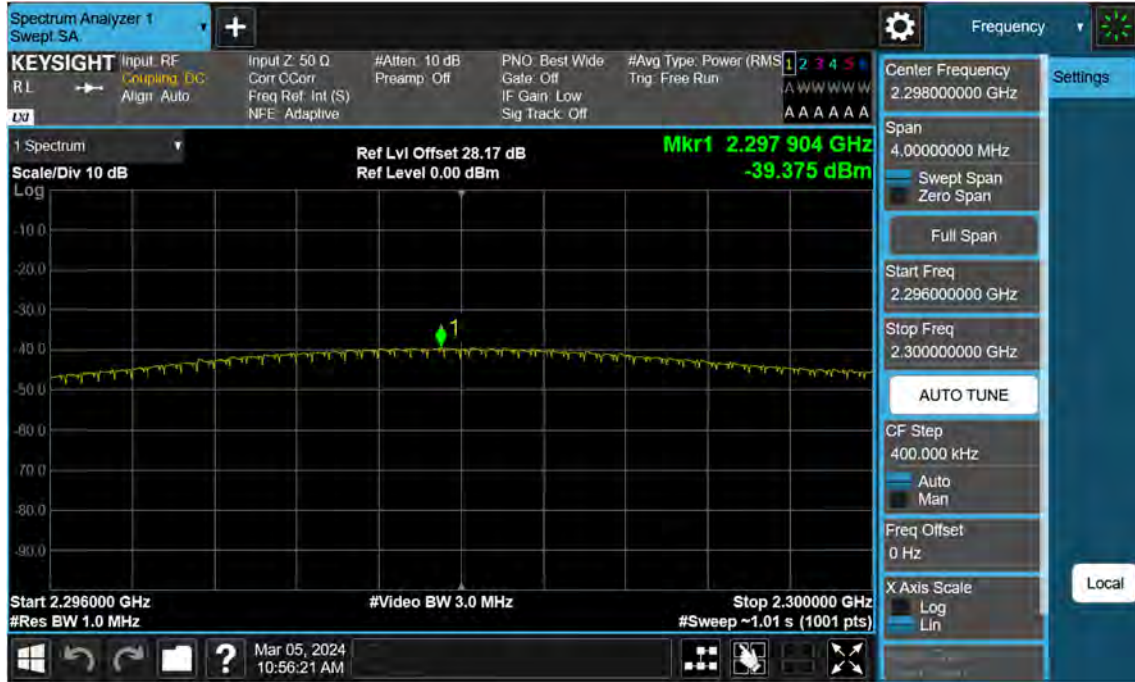 Spectrum Analyzer 1
Swept SA
Frequency
KEYSIGHT
RL
LXI
Input: RF
Coupling: DC
Align: Auto
Input Z: 50 Ω
Corr CCorr
Freq Ref: Int (S)
NFE: Adaptive
#Atten: 10 dB
Preamp: Off
PNO: Best Wide
Gate: Off
IF Gain: Low
Sig Track: Off
#Avg Type: Power (RMS
Trig: Free Run
1 2 3 4 5 6
A W W W W W
A A A A A A
1 Spectrum
Scale/Div 10 dB
Log
Ref Lvl Offset 28.17 dB
Ref Level 0.00 dBm
Mkr1 2.297 904 GHz
-39.375 dBm
-10.0
-20.0
-30.0
-40.0
-50.0
-60.0
-70.0
-80.0
-90.0
1
Start 2.296000 GHz
#Res BW 1.0 MHz
#Video BW 3.0 MHz
Stop 2.300000 GHz
#Sweep ~1.01 s (1001 pts)
Center Frequency
2.298000000 GHz
Span
4.00000000 MHz
Swept Span
Zero Span
Full Span
Start Freq
2.296000000 GHz
Stop Freq
2.300000000 GHz
AUTO TUNE
CF Step
400.000 kHz
Auto
Man
Freq Offset
0 Hz
X Axis Scale
Log
Lin
Settings
Local
?
Mar 05, 2024
10:56:21 AM